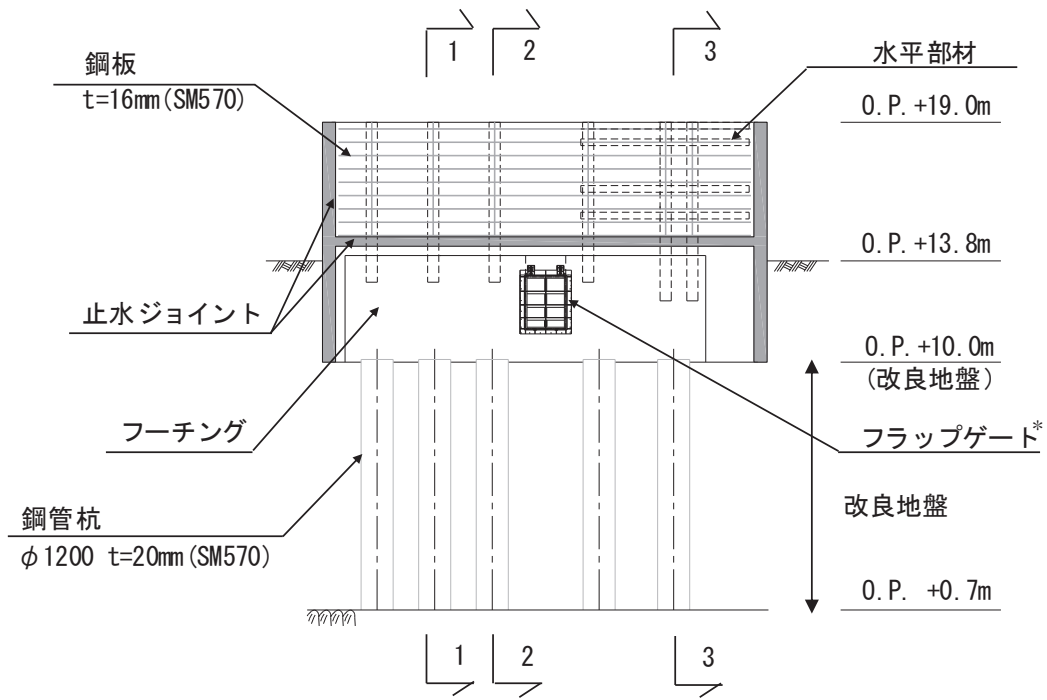 1
2
3
鋼板
t=16mm(SM570)
水平部材
O.P.+19.0m
O.P.+13.8m
止水ジョイント
O.P.+10.0m
(改良地盤)
フーチング
フラップゲート*
改良地盤
鋼管杭
φ1200 t=20mm(SM570)
O.P. +0.7m
1
2
3